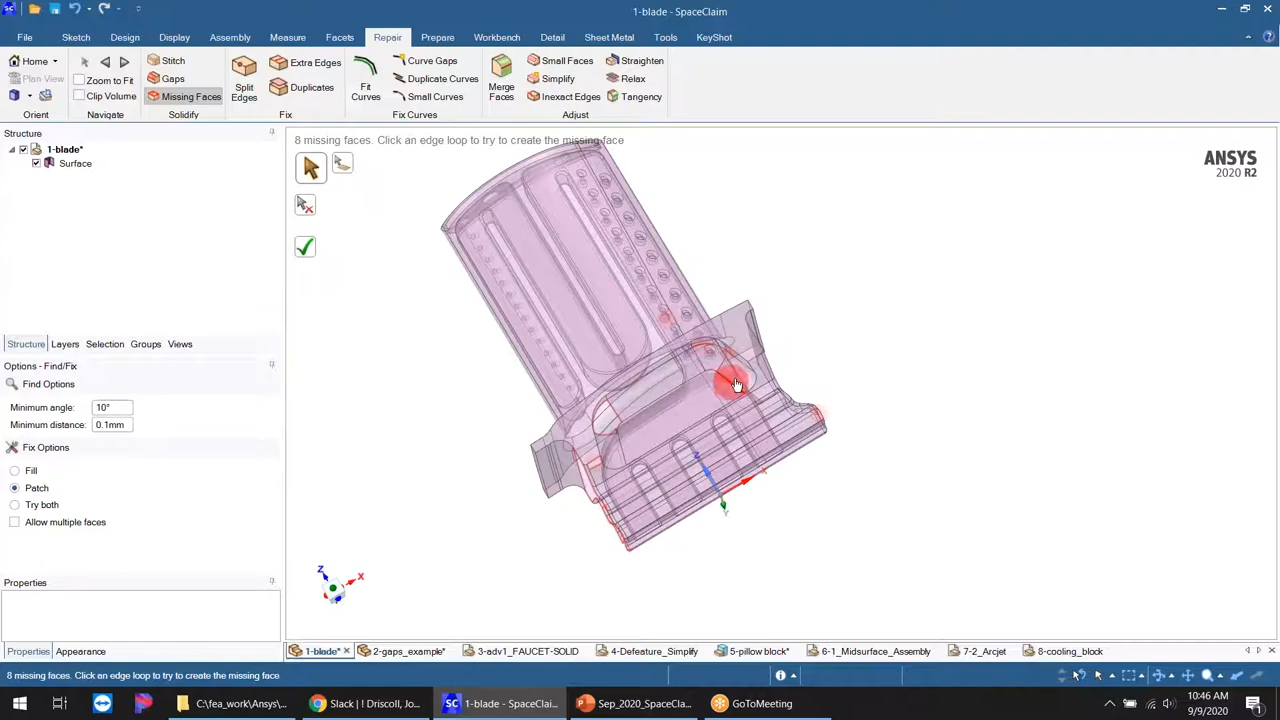 1-blade - SpaceClaim
File Sketch Design Display Assembly Measure Facets Repair Prepare Workbench Detail Sheet Metal Tools KeyShot
Home
Plan View
Orient
Zoom to Fit
Clip Volume
Navigate
Stitch
Gaps
Missing Faces
Solidify
Split Edges
Extra Edges
Duplicates
Fix
Fit Curves
Curve Gaps
Duplicate Curves
Small Curves
Fix Curves
Merge Faces
Small Faces
Simplify
Inexact Edges
Straighten
Relax
Tangency
Adjust
Structure
1-blade*
Surface
8 missing faces. Click an edge loop to try to create the missing face
ANSYS
2020 R2
Structure Layers Selection Groups Views
Options - Find/Fix
Find Options
Minimum angle: 10°
Minimum distance: 0.1mm
Fix Options
Fill
Patch
Try both
Allow multiple faces
Z
X
Y
Z
X
Properties
Properties Appearance
1-blade* 2-gaps_example* 3-adv1_FAUCET-SOLID 4-Defeature_Simplify 5-pillow block* 6-1_Midsurface_Assembly 7-2_Arcjet 8-cooling_block
8 missing faces. Click an edge loop to try to create the missing face
C:\fea_work\Ansys\... Slack | ! Driscoll, Jo... 1-blade - SpaceClai... Sep_2020_SpaceCla... GoToMeeting
10:46 AM
9/9/2020